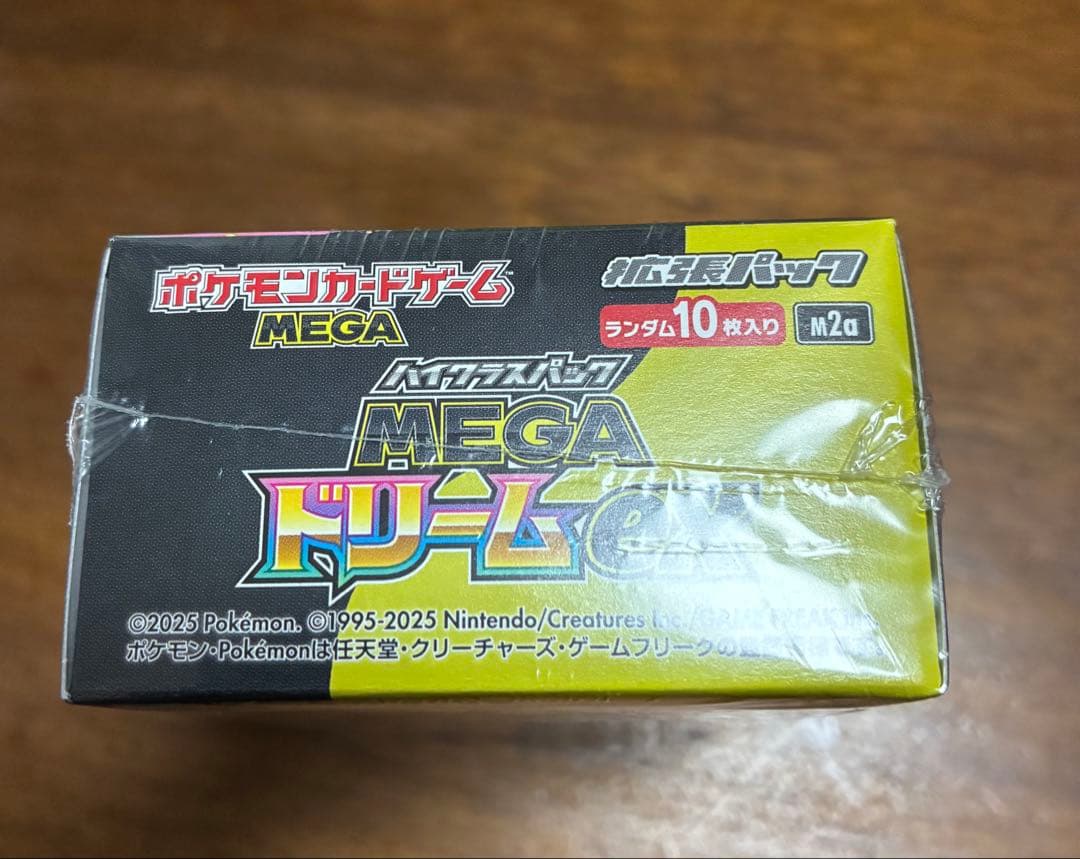 ポケモンカードゲーム™
MEGA
拡張パック
ランダム10枚入り
M2a
ハイクラスパック
MEGA
ドリームex
©2025 Pokémon. ©1995-2025 Nintendo/Creatures Inc./GAME FREAK inc.
ポケモン・Pokémonは任天堂・クリーチャーズ・ゲームフリークの